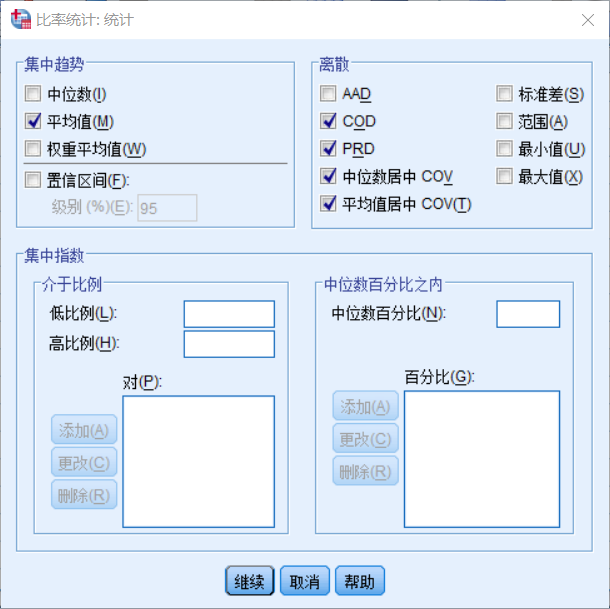 比率统计: 统计
集中趋势
中位数(I)
平均值(M)
权重平均值(W)
置信区间(F):
级别 (%)(E): 95
离散
AAD
COD
PRD
中位数居中 COV
平均值居中 COV(T)
标准差(S)
范围(A)
最小值(U)
最大值(X)
集中指数
介于比例
低比例(L):
高比例(H):
对(P):
添加(A)
更改(C)
删除(R)
中位数百分比之内
中位数百分比(N):
百分比(G):
添加(A)
更改(C)
删除(R)
继续 取消 帮助